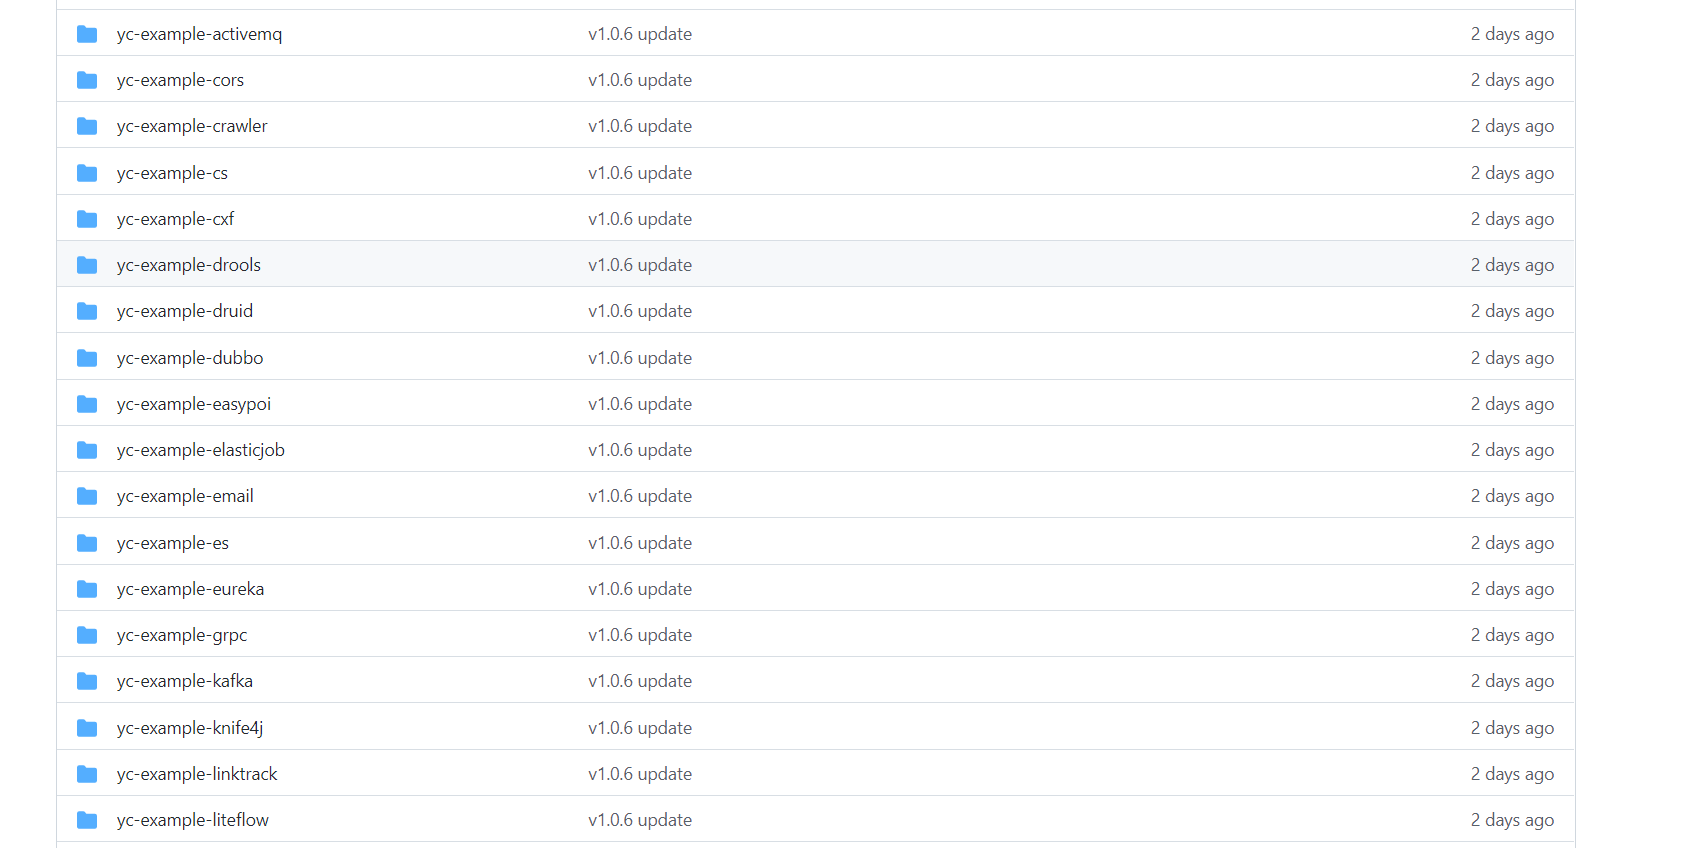 yc-example-activemq v1.0.6 update 2 days ago
yc-example-cors v1.0.6 update 2 days ago
yc-example-crawler v1.0.6 update 2 days ago
yc-example-cs v1.0.6 update 2 days ago
yc-example-cxf v1.0.6 update 2 days ago
yc-example-drools v1.0.6 update 2 days ago
yc-example-druid v1.0.6 update 2 days ago
yc-example-dubbo v1.0.6 update 2 days ago
yc-example-easypoi v1.0.6 update 2 days ago
yc-example-elasticjob v1.0.6 update 2 days ago
yc-example-email v1.0.6 update 2 days ago
yc-example-es v1.0.6 update 2 days ago
yc-example-eureka v1.0.6 update 2 days ago
yc-example-grpc v1.0.6 update 2 days ago
yc-example-kafka v1.0.6 update 2 days ago
yc-example-knife4j v1.0.6 update 2 days ago
yc-example-linktrack v1.0.6 update 2 days ago
yc-example-liteflow v1.0.6 update 2 days ago